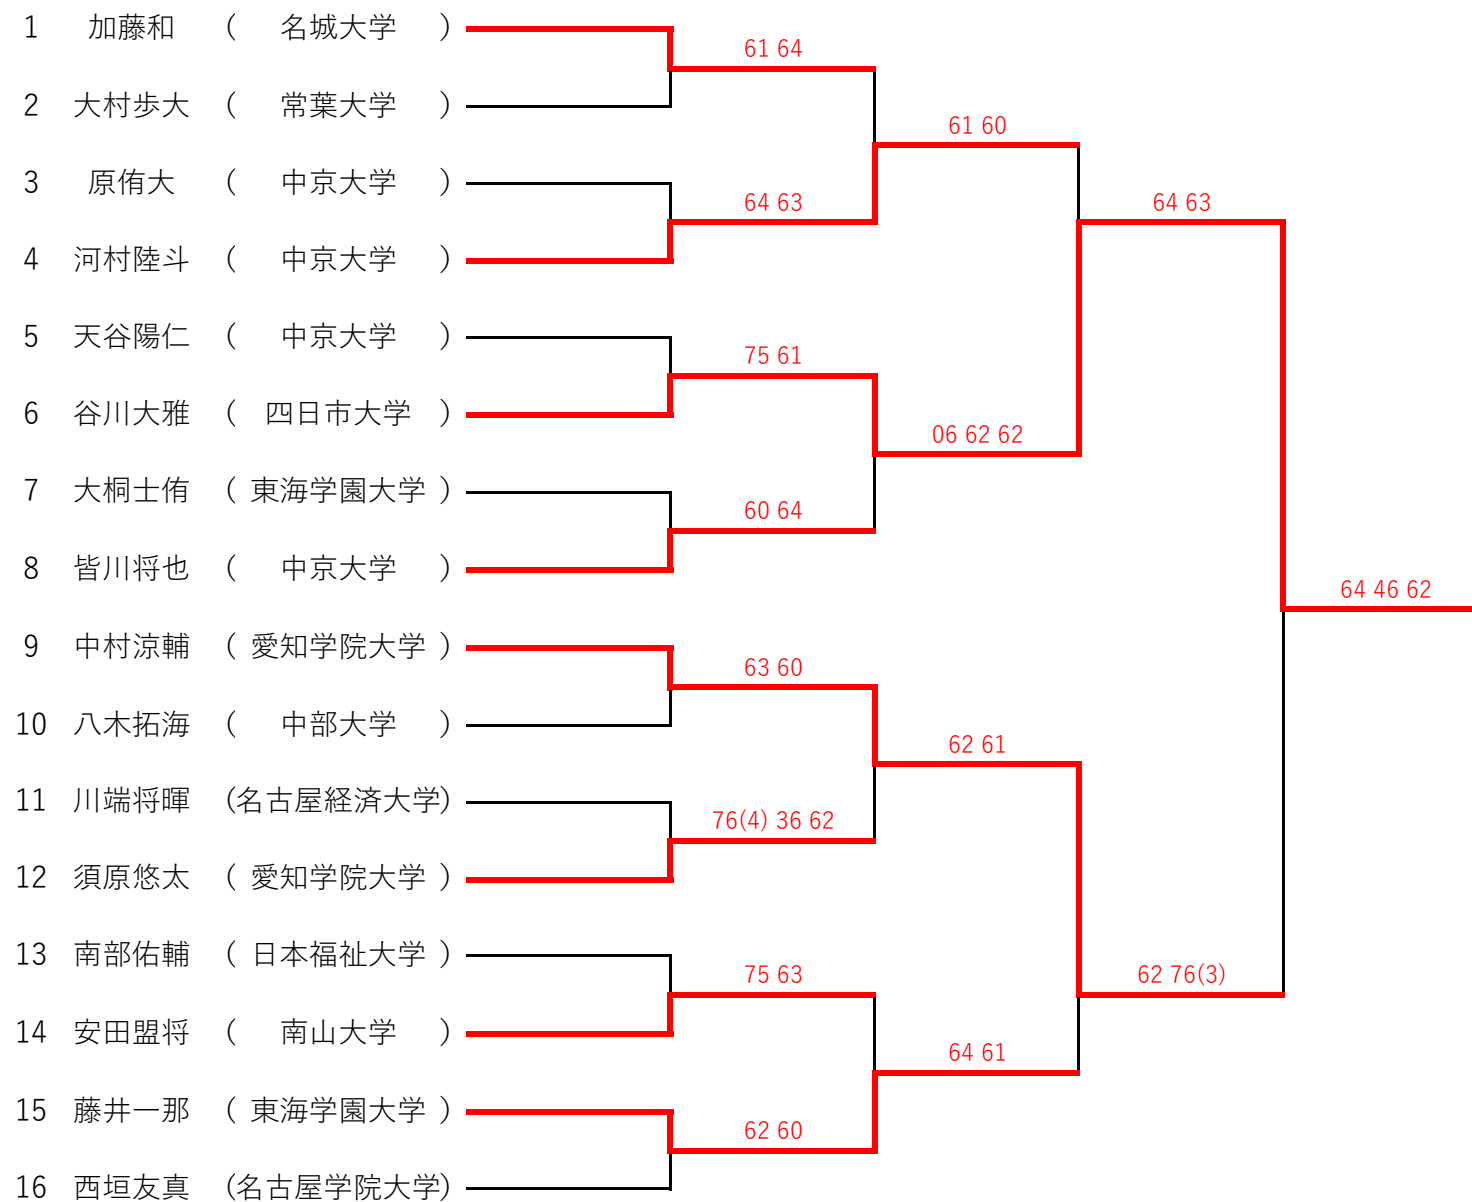 1 加藤和 ( 名城大学 )
61 64
2 大村歩大 ( 常葉大学 )
61 60
3 原侑大 ( 中京大学 )
64 63
64 63
4 河村陸斗 ( 中京大学 )
5 天谷陽仁 ( 中京大学 )
75 61
6 谷川大雅 ( 四日市大学 )
06 62 62
7 大桐士侑 ( 東海学園大学 )
60 64
8 皆川将也 ( 中京大学 )
64 46 62
9 中村涼輔 ( 愛知学院大学 )
63 60
10 八木拓海 ( 中部大学 )
62 61
11 川端将暉 (名古屋経済大学)
76(4) 36 62
12 須原悠太 ( 愛知学院大学 )
13 南部佑輔 ( 日本福祉大学 )
75 63
62 76(3)
14 安田盟将 ( 南山大学 )
64 61
15 藤井一那 ( 東海学園大学 )
62 60
16 西垣友真 (名古屋学院大学)